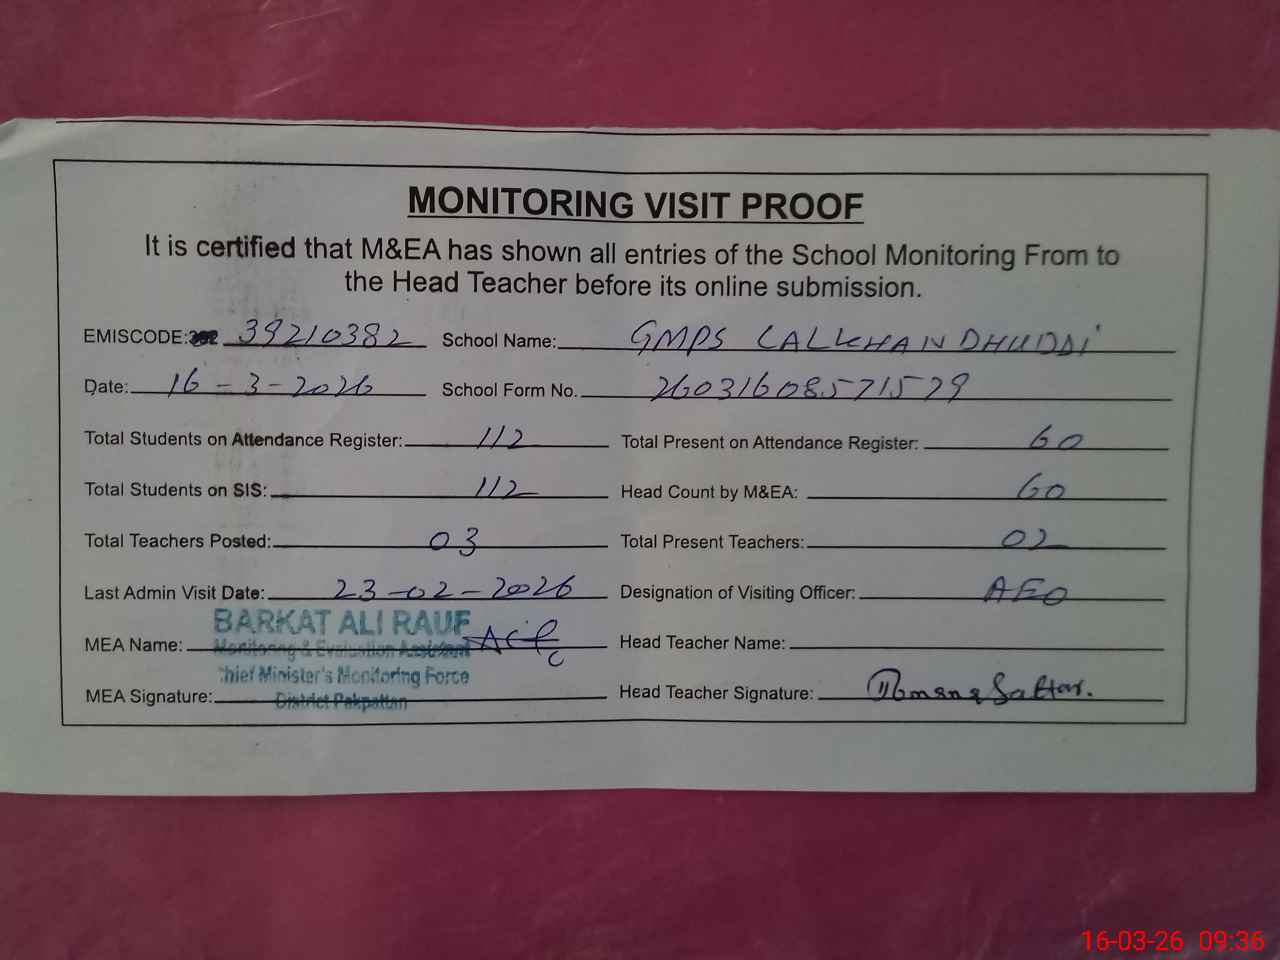 MONITORING VISIT PROOF
It is certified that M&EA has shown all entries of the School Monitoring From to
the Head Teacher before its online submission.
EMISCODE: 39210382 School Name: GMPS LALKHAN DHUDDI
Date: 16-3-2026 School Form No. 26031608571579
Total Students on Attendance Register: 112 Total Present on Attendance Register: 60
Total Students on SIS: 112 Head Count by M&EA: 60
Total Teachers Posted: 03 Total Present Teachers: 02
Last Admin Visit Date: 23-02-2026 Designation of Visiting Officer: AEO
BARKAT ALI RAUF
MEA Name: Monitoring & Evaluation Assistant Head Teacher Name:
Chief Minister's Monitoring Force
MEA Signature: District Pakpattan Head Teacher Signature: Sattar.
16-03-26 09:36